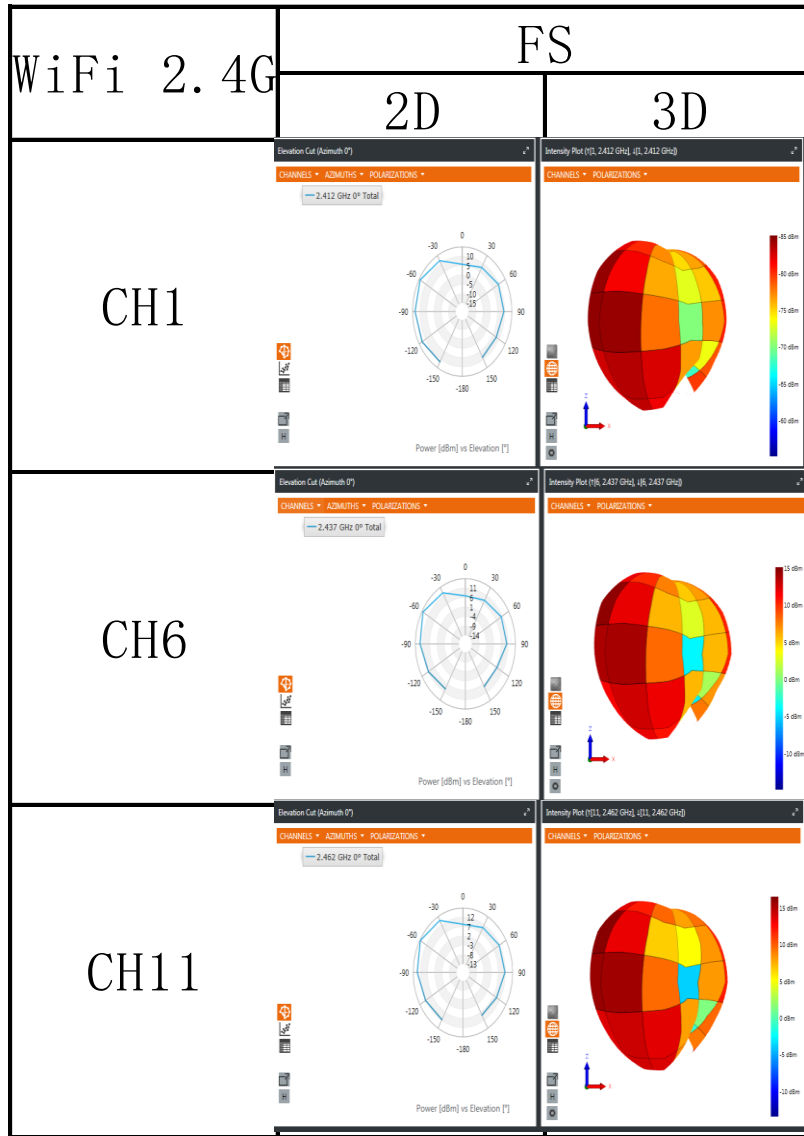 WiFi 2.4G
FS
2D
3D
CH1
Elevation Cut (Azimuth 0°)
CHANNELS AZIMUTHS POLARIZATIONS
2.412 GHz 0° Total
0
-30 30
-60 60
-90 90
-120 120
-150 150
-180
10
5
0
-5
-10
-15
Power [dBm] vs Elevation [°]
H
Intensity Plot (↑[1, 2.412 GHz], ↓[1, 2.412 GHz])
CHANNELS POLARIZATIONS
-85 dBm
-80 dBm
-75 dBm
-70 dBm
-65 dBm
-60 dBm
Z
X
H
CH6
Elevation Cut (Azimuth 0°)
CHANNELS AZIMUTHS POLARIZATIONS
2.437 GHz 0° Total
0
-30 30
-60 60
-90 90
-120 120
-150 150
-180
11
6
1
-4
-9
-14
Power [dBm] vs Elevation [°]
H
Intensity Plot (↑[6, 2.437 GHz], ↓[6, 2.437 GHz])
CHANNELS POLARIZATIONS
15 dBm
10 dBm
5 dBm
0 dBm
-5 dBm
-10 dBm
Z
X
H
CH11
Elevation Cut (Azimuth 0°)
CHANNELS AZIMUTHS POLARIZATIONS
2.462 GHz 0° Total
0
-30 30
-60 60
-90 90
-120 120
-150 150
-180
12
7
2
-3
-8
-13
Power [dBm] vs Elevation [°]
H
Intensity Plot (↑[11, 2.462 GHz], ↓[11, 2.462 GHz])
CHANNELS POLARIZATIONS
15 dBm
10 dBm
5 dBm
0 dBm
-5 dBm
-10 dBm
Z
X
H